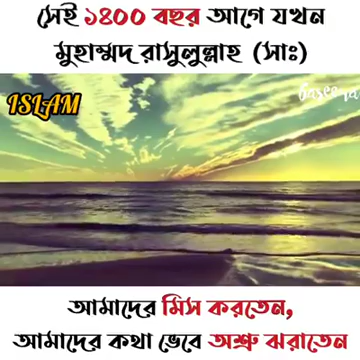 সেই ১৪০০ বছর আগে যখন
মুহাম্মদ রাসুলুল্লাহ (সাঃ)
ISLAM
আমাদের মিস করতেন,
আমাদের কথা ভেবে অশ্রু ঝরাতেন